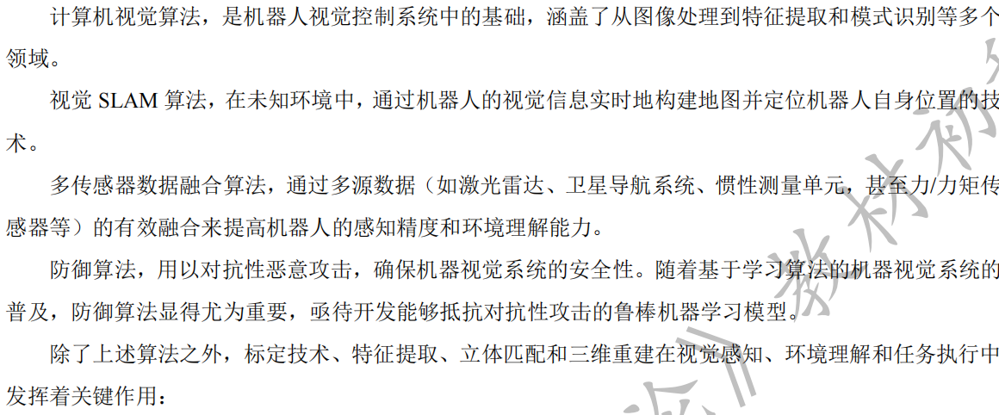 计算机视觉算法，是机器人视觉控制系统中的基础，涵盖了从图像处理到特征提取和模式识别等多个
领域。
视觉 SLAM 算法，在未知环境中，通过机器人的视觉信息实时地构建地图并定位机器人自身位置的技
术。
多传感器数据融合算法，通过多源数据（如激光雷达、卫星导航系统、惯性测量单元，甚至力/力矩传
感器等）的有效融合来提高机器人的感知精度和环境理解能力。
防御算法，用以对抗性恶意攻击，确保机器视觉系统的安全性。随着基于学习算法的机器视觉系统的
普及，防御算法显得尤为重要，亟待开发能够抵抗对抗性攻击的鲁棒机器学习模型。
除了上述算法之外，标定技术、特征提取、立体匹配和三维重建在视觉感知、环境理解和任务执行中
发挥着关键作用：
论》教材初